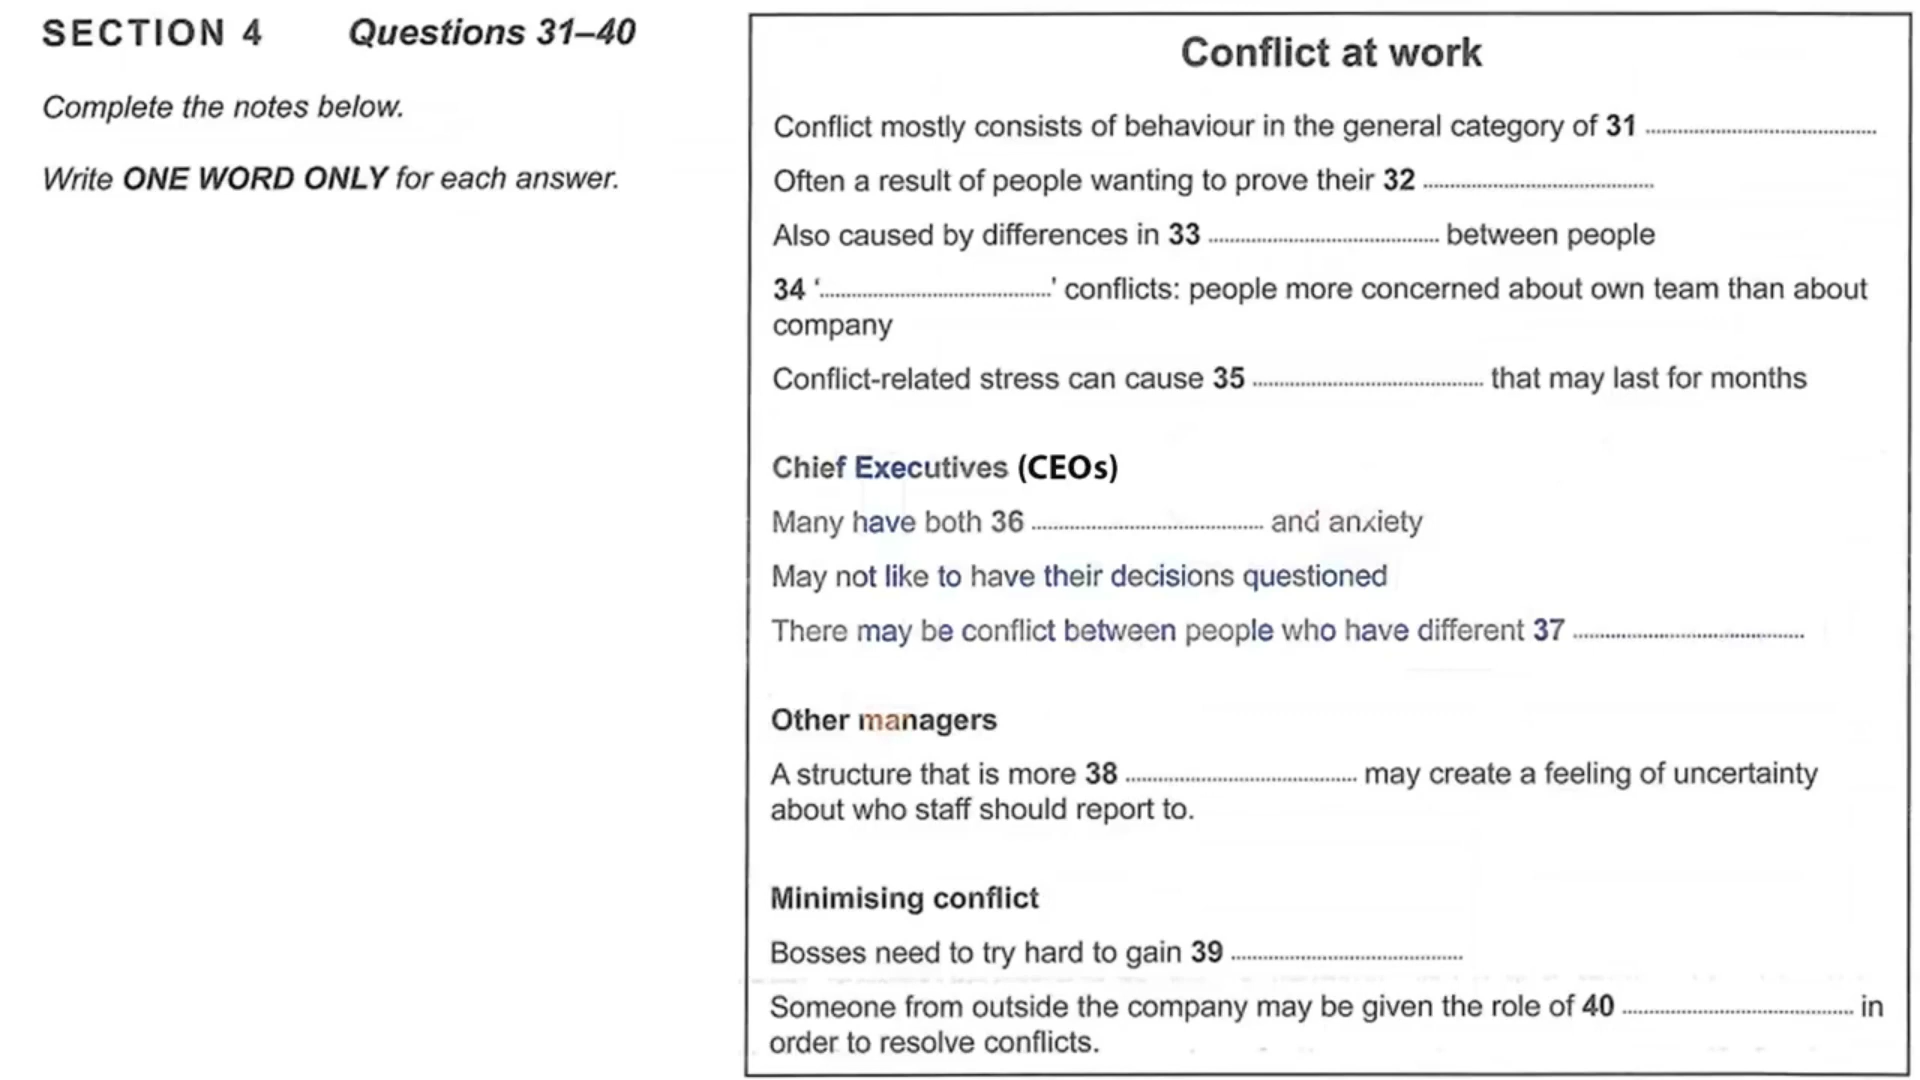 SECTION 4 Questions 31–40
Complete the notes below.
Write ONE WORD ONLY for each answer.
Conflict at work
Conflict mostly consists of behaviour in the general category of 31 ........................................
Often a result of people wanting to prove their 32 ........................................
Also caused by differences in 33 ........................................ between people
34 ‘........................................’ conflicts: people more concerned about own team than about
company
Conflict-related stress can cause 35 ........................................ that may last for months
Chief Executives (CEOs)
Many have both 36 ........................................ and anxiety
May not like to have their decisions questioned
There may be conflict between people who have different 37 ........................................
Other managers
A structure that is more 38 ........................................ may create a feeling of uncertainty
about who staff should report to.
Minimising conflict
Bosses need to try hard to gain 39 ........................................
Someone from outside the company may be given the role of 40 ........................................ in
order to resolve conflicts.